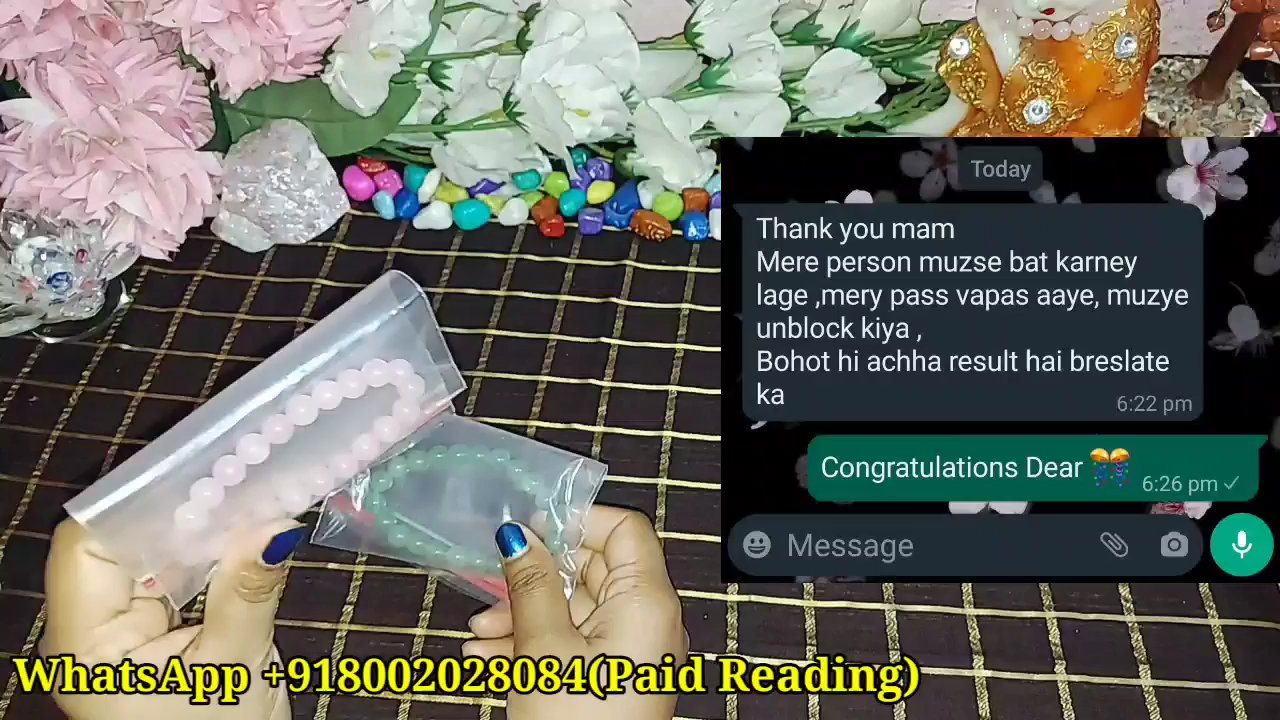 Today
Thank you mam
Mere person muzse bat karney
lage ,mery pass vapas aaye, muzye
unblock kiya ,
Bohot hi achha result hai breslate
ka
6:22 pm
Congratulations Dear
6:26 pm
Message
WhatsApp +918002028084(Paid Reading)